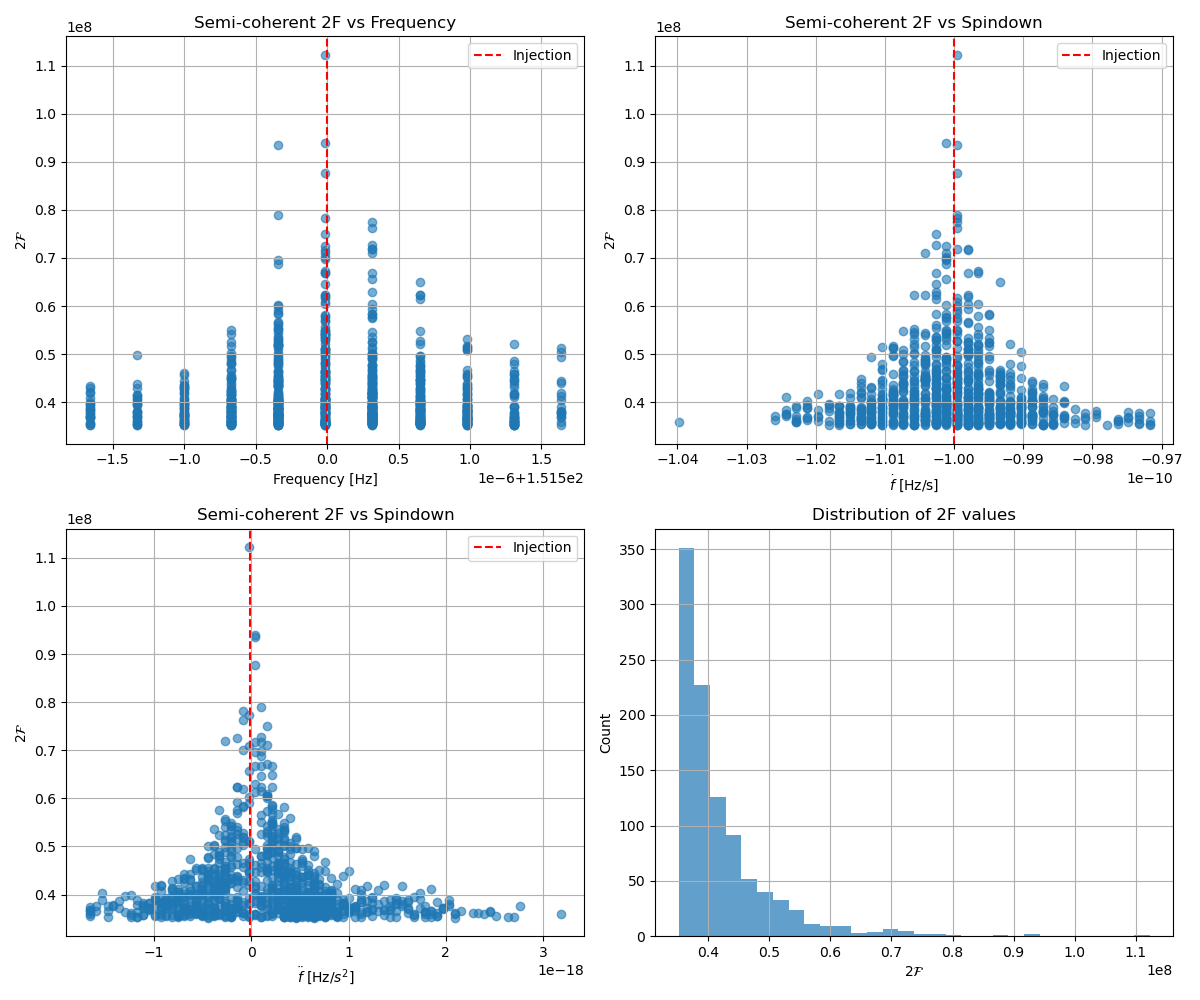 Semi-coherent 2F vs Frequency
1e8
Injection
1.1
1.0
0.9
0.8
0.7
0.6
0.5
0.4
2ℱ
−1.5 −1.0 −0.5 0.0 0.5 1.0 1.5
Frequency [Hz]
1e-6+1.515e2
Semi-coherent 2F vs Spindown
1e8
Injection
1.1
1.0
0.9
0.8
0.7
0.6
0.5
0.4
2ℱ
−1.04 −1.03 −1.02 −1.01 −1.00 −0.99 −0.98 −0.97
ḟ [Hz/s]
1e−10
Semi-coherent 2F vs Spindown
1e8
Injection
1.1
1.0
0.9
0.8
0.7
0.6
0.5
0.4
2ℱ
−1 0 1 2 3
f̈ [Hz/s²]
1e−18
Distribution of 2F values
350
300
250
200
150
100
50
0
Count
0.4 0.5 0.6 0.7 0.8 0.9 1.0 1.1
2ℱ
1e8